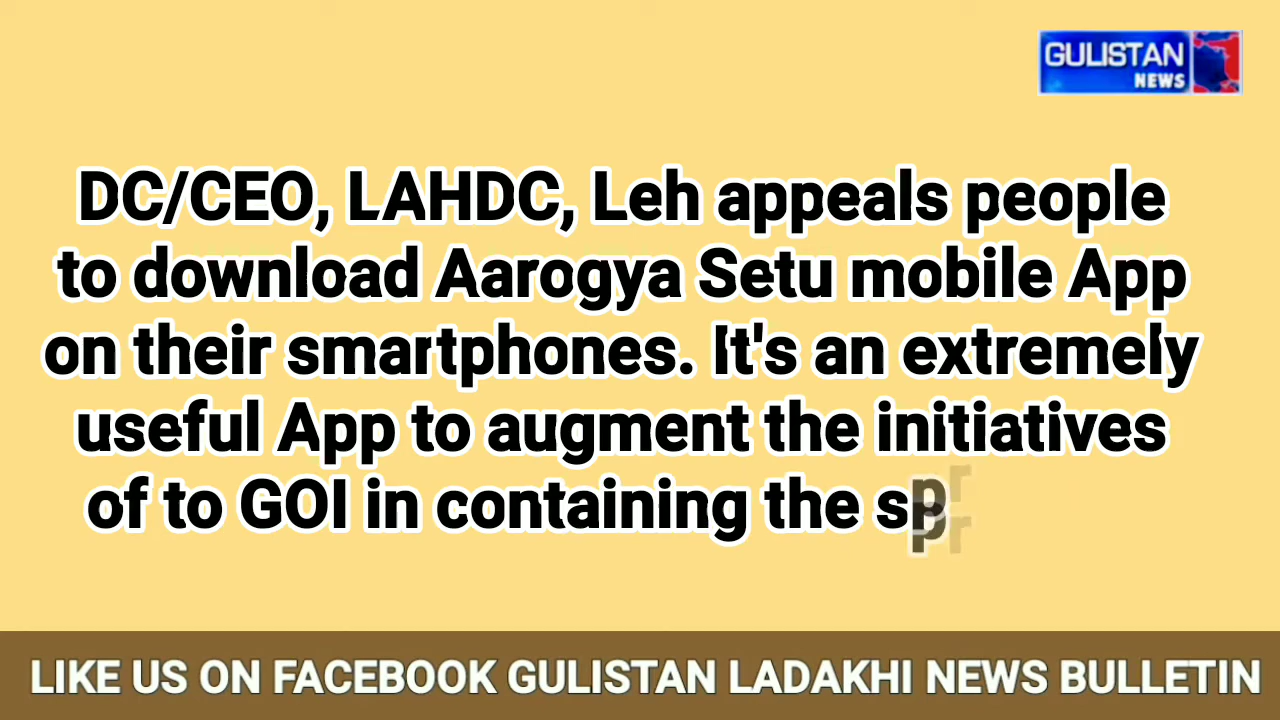 GULISTAN
NEWS
DC/CEO, LAHDC, Leh appeals people
to download Aarogya Setu mobile App
on their smartphones. It's an extremely
useful App to augment the initiatives
of to GOI in containing the
LIKE US ON FACEBOOK GULISTAN LADAKHI NEWS BULLETIN